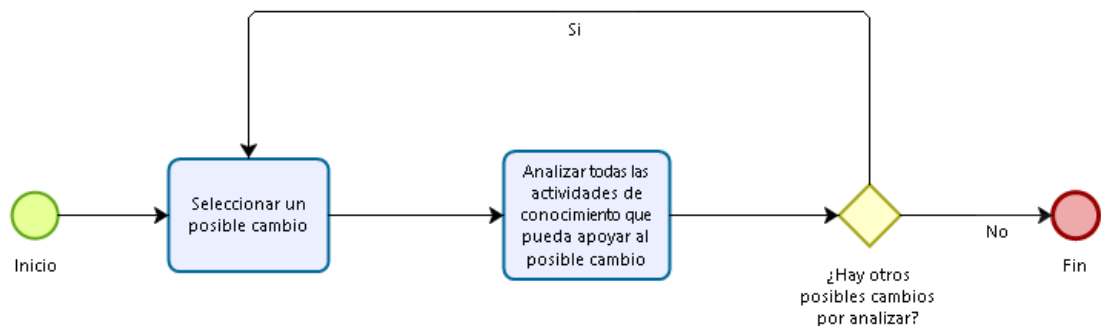 Si
Inicio
Seleccionar un
posible cambio
Analizar todas las
actividades de
conocimiento que
pueda apoyar al
posible cambio
¿Hay otros
posibles cambios
por analizar?
No
Fin